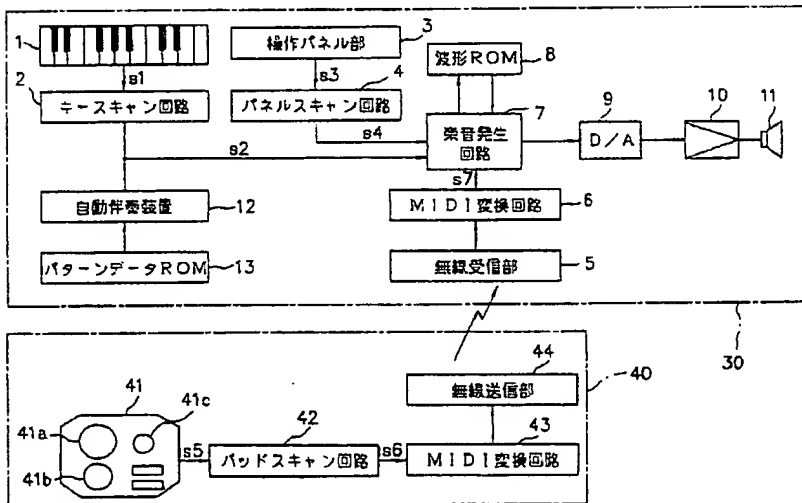 1
s1
2
キースキャン回路
操作パネル部
3
s3
4
パネルスキャン回路
s4
s2
波形ROM
8
7
楽音発生
回路
s7
9
D/A
10
11
自動伴奏装置
12
パターンデータROM
13
MIDI変換回路
6
無線受信部
5
30
44
無線送信部
40
41
41a
41c
41b
s5
42
パッドスキャン回路
s6
43
MIDI変換回路